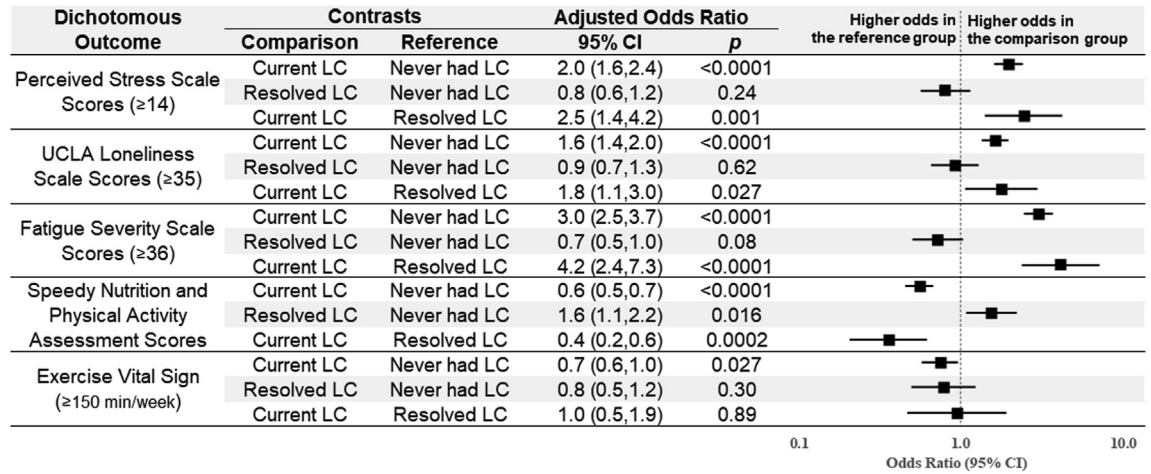 Dichotomous Outcome Contrasts Adjusted Odds Ratio Higher odds in the reference group Higher odds in the comparison group
Comparison Reference 95% CI p
Perceived Stress Scale Scores (≥14)
Current LC Never had LC 2.0 (1.6,2.4) <0.0001
Resolved LC Never had LC 0.8 (0.6,1.2) 0.24
Current LC Resolved LC 2.5 (1.4,4.2) 0.001
UCLA Loneliness Scale Scores (≥35)
Current LC Never had LC 1.6 (1.4,2.0) <0.0001
Resolved LC Never had LC 0.9 (0.7,1.3) 0.62
Current LC Resolved LC 1.8 (1.1,3.0) 0.027
Fatigue Severity Scale Scores (≥36)
Current LC Never had LC 3.0 (2.5,3.7) <0.0001
Resolved LC Never had LC 0.7 (0.5,1.0) 0.08
Current LC Resolved LC 4.2 (2.4,7.3) <0.0001
Speedy Nutrition and Physical Activity Assessment Scores
Current LC Never had LC 0.6 (0.5,0.7) <0.0001
Resolved LC Never had LC 1.6 (1.1,2.2) 0.016
Current LC Resolved LC 0.4 (0.2,0.6) 0.0002
Exercise Vital Sign (≥150 min/week)
Current LC Never had LC 0.7 (0.6,1.0) 0.027
Resolved LC Never had LC 0.8 (0.5,1.2) 0.30
Current LC Resolved LC 1.0 (0.5,1.9) 0.89
0.1 1.0 10.0
Odds Ratio (95% CI)